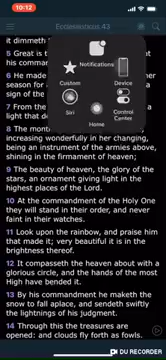 10:12
Ecclesiasticus 43
it dimmeth t
5 Great is t
his comman
6 He made
her season
for a
a sign of th
7 From the
light that de
8 The mont
increasing wonderfully in her changing,
being an instrument of the armies above,
shining in the firmament of heaven;
Notifications
Custom
Device
Siri
Control
Center
Home
9 The beauty of heaven, the glory of the
stars, an ornament giving light in the
highest places of the Lord.
10 At the commandment of the Holy One
they will stand in their order, and never
faint in their watches.
11 Look upon the rainbow, and praise him
that made it; very beautiful it is in the
brightness thereof.
12 It compasseth the heaven about with a
glorious circle, and the hands of the most
High have bended it.
13 By his commandment he maketh the
snow to fall aplace, and sendeth swiftly
the lightnings of his judgment.
14 Through this the treasures are
opened: and clouds fly forth as fowls.
DU RECORDER